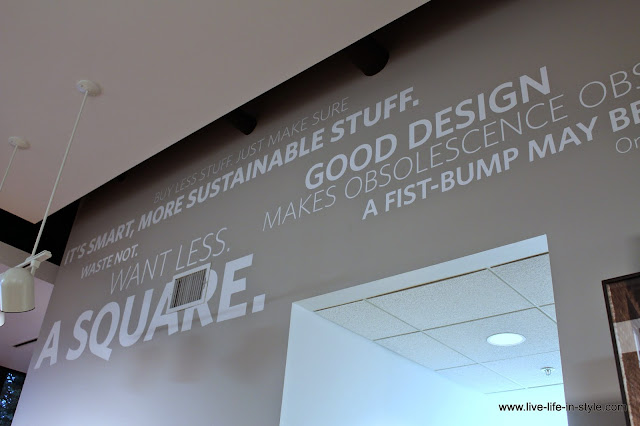 BUY LESS STUFF. JUST MAKE SURE
IT'S SMART, MORE SUSTAINABLE STUFF.
WASTE NOT.
WANT LESS.
A SQUARE.
GOOD DESIGN
MAKES OBSOLESCENCE OBS
A FIST-BUMP MAY BE
www.live-life-in-style.com